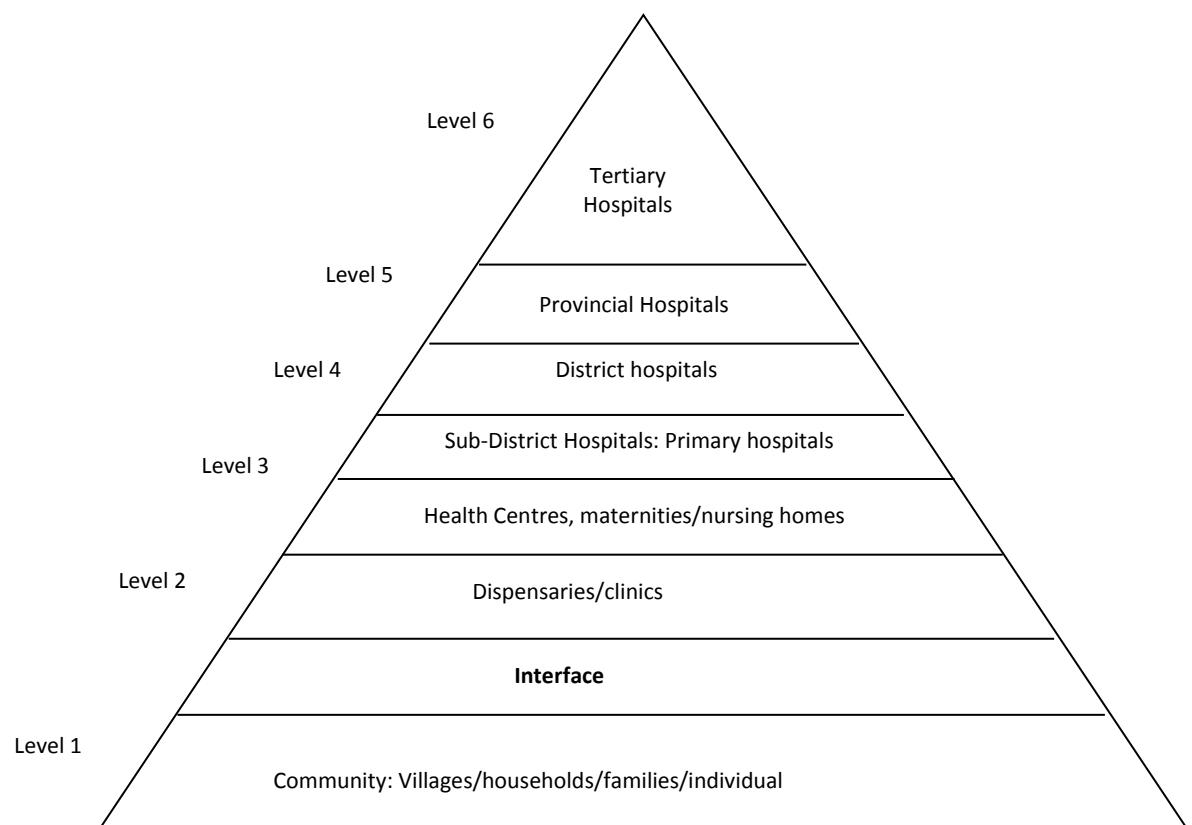 Level 6
Tertiary
Hospitals
Level 5
Provincial Hospitals
Level 4
District hospitals
Sub-District Hospitals: Primary hospitals
Level 3
Health Centres, maternities/nursing homes
Level 2
Dispensaries/clinics
Interface
Level 1
Community: Villages/households/families/individual